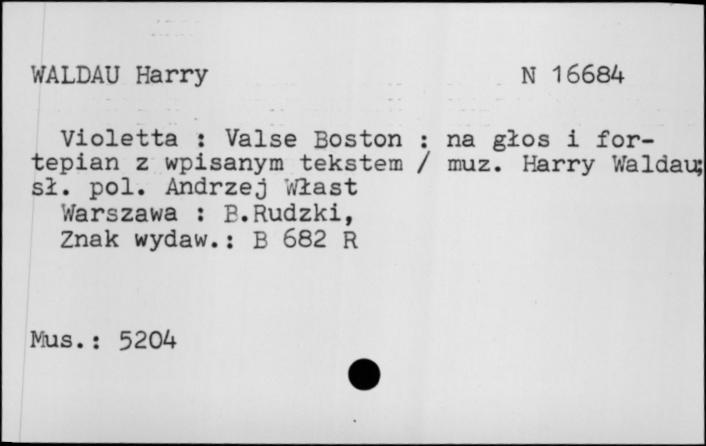 WALDAU Harry N 16684
Violetta : Valse Boston : na głos i for-
tepian z wpisanym tekstem / muz. Harry Waldau;
sł. pol. Andrzej Włast
Warszawa : B.Rudzki,
Znak wydaw.: B 682 R
Mus.: 5204